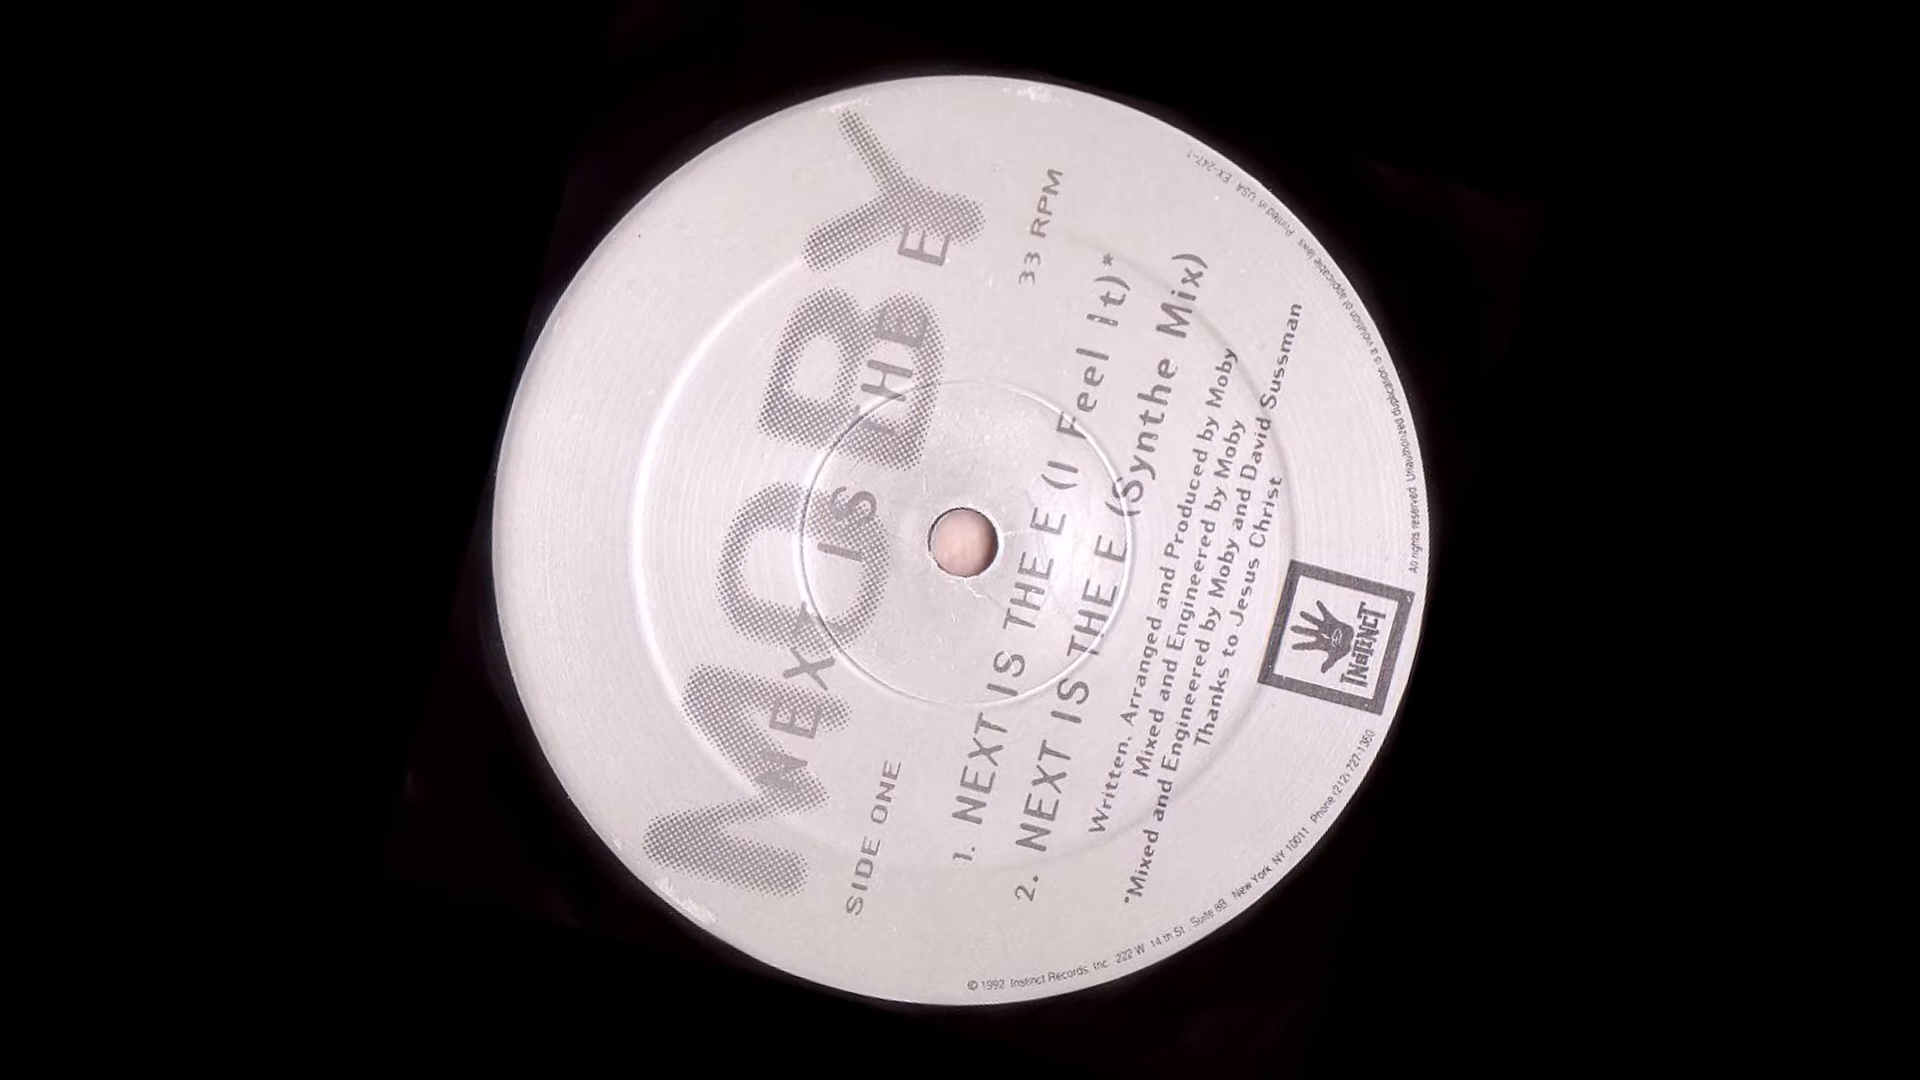 MOBY
NEXT IS THE E
SIDE ONE
33 RPM
1. NEXT IS THE E (I Feel It)*
2. NEXT IS THE E (Synthe Mix)
Written, Arranged and Produced by Moby
Mixed and Engineered by Moby
*Mixed and Engineered by Moby and David Sussman
Thanks to Jesus Christ
INSTINCT
© 1992 Instinct Records, Inc. 222 W 14 th St. Suite 8B New York NY 10011 Phone (212) 727-1360
All rights reserved. Unauthorized duplication is a violation of applicable laws. Printed in USA EX-247-1